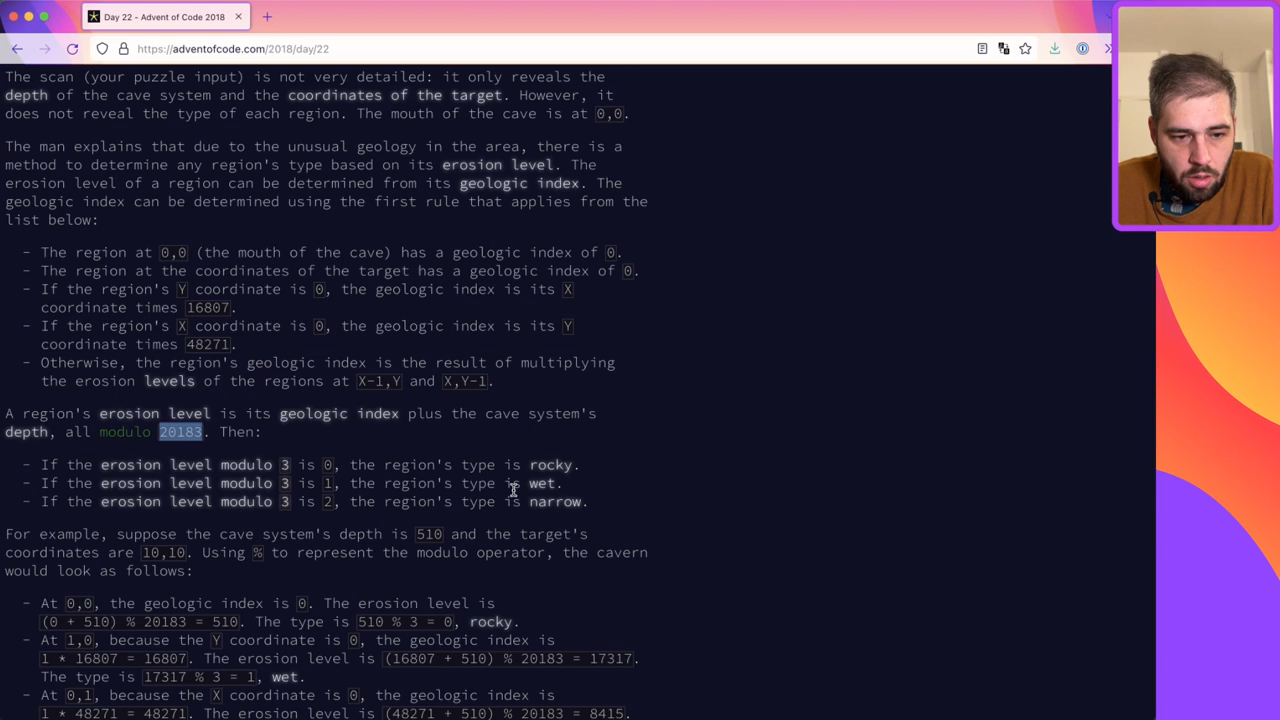 Day 22 - Advent of Code 2018
https://adventofcode.com/2018/day/22
The scan (your puzzle input) is not very detailed: it only reveals the
depth of the cave system and the coordinates of the target. However, it
does not reveal the type of each region. The mouth of the cave is at 0,0.
The man explains that due to the unusual geology in the area, there is a
method to determine any region's type based on its erosion level. The
erosion level of a region can be determined from its geologic index. The
geologic index can be determined using the first rule that applies from the
list below:
- The region at 0,0 (the mouth of the cave) has a geologic index of 0.
- The region at the coordinates of the target has a geologic index of 0.
- If the region's Y coordinate is 0, the geologic index is its X
coordinate times 16807.
- If the region's X coordinate is 0, the geologic index is its Y
coordinate times 48271.
- Otherwise, the region's geologic index is the result of multiplying
the erosion levels of the regions at X-1,Y and X,Y-1.
A region's erosion level is its geologic index plus the cave system's
depth, all modulo 20183. Then:
- If the erosion level modulo 3 is 0, the region's type is rocky.
- If the erosion level modulo 3 is 1, the region's type is wet.
- If the erosion level modulo 3 is 2, the region's type is narrow.
For example, suppose the cave system's depth is 510 and the target's
coordinates are 10,10. Using % to represent the modulo operator, the cavern
would look as follows:
- At 0,0, the geologic index is 0. The erosion level is
(0 + 510) % 20183 = 510. The type is 510 % 3 = 0, rocky.
- At 1,0, because the Y coordinate is 0, the geologic index is
1 * 16807 = 16807. The erosion level is (16807 + 510) % 20183 = 17317.
The type is 17317 % 3 = 1, wet.
- At 0,1, because the X coordinate is 0, the geologic index is
1 * 48271 = 48271. The erosion level is (48271 + 510) % 20183 = 8415.